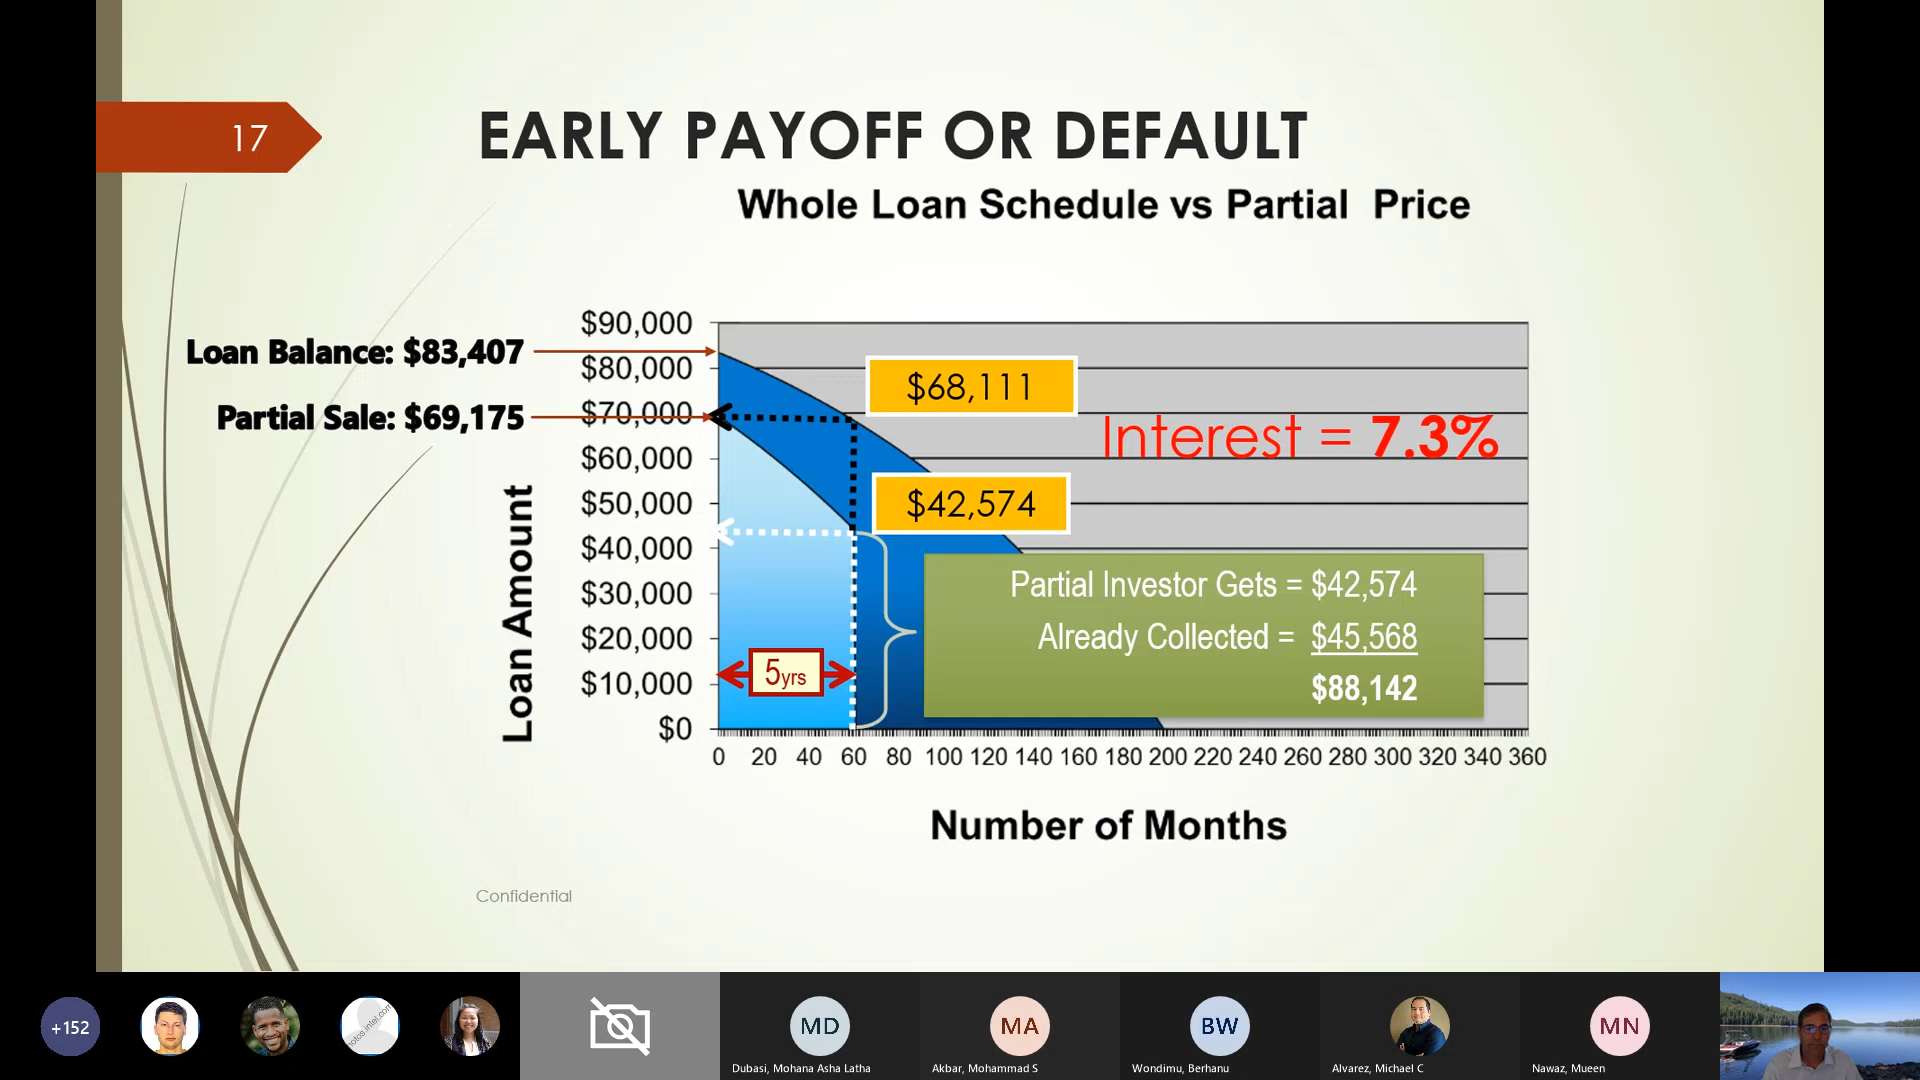 17
EARLY PAYOFF OR DEFAULT
Whole Loan Schedule vs Partial Price
Loan Balance: $83,407
Partial Sale: $69,175
Loan Amount
$90,000
$80,000
$70,000
$60,000
$50,000
$40,000
$30,000
$20,000
$10,000
$0
$68,111
Interest = 7.3%
$42,574
Partial Investor Gets = $42,574
Already Collected = $45,568
$88,142
5yrs
0 20 40 60 80 100 120 140 160 180 200 220 240 260 280 300 320 340 360
Number of Months
Confidential
+152
MD
MA
BW
MN
Dubasi, Mohana Asha Latha
Akbar, Mohammad S
Wondimu, Berhanu
Alvarez, Michael C
Nawaz, Mueen